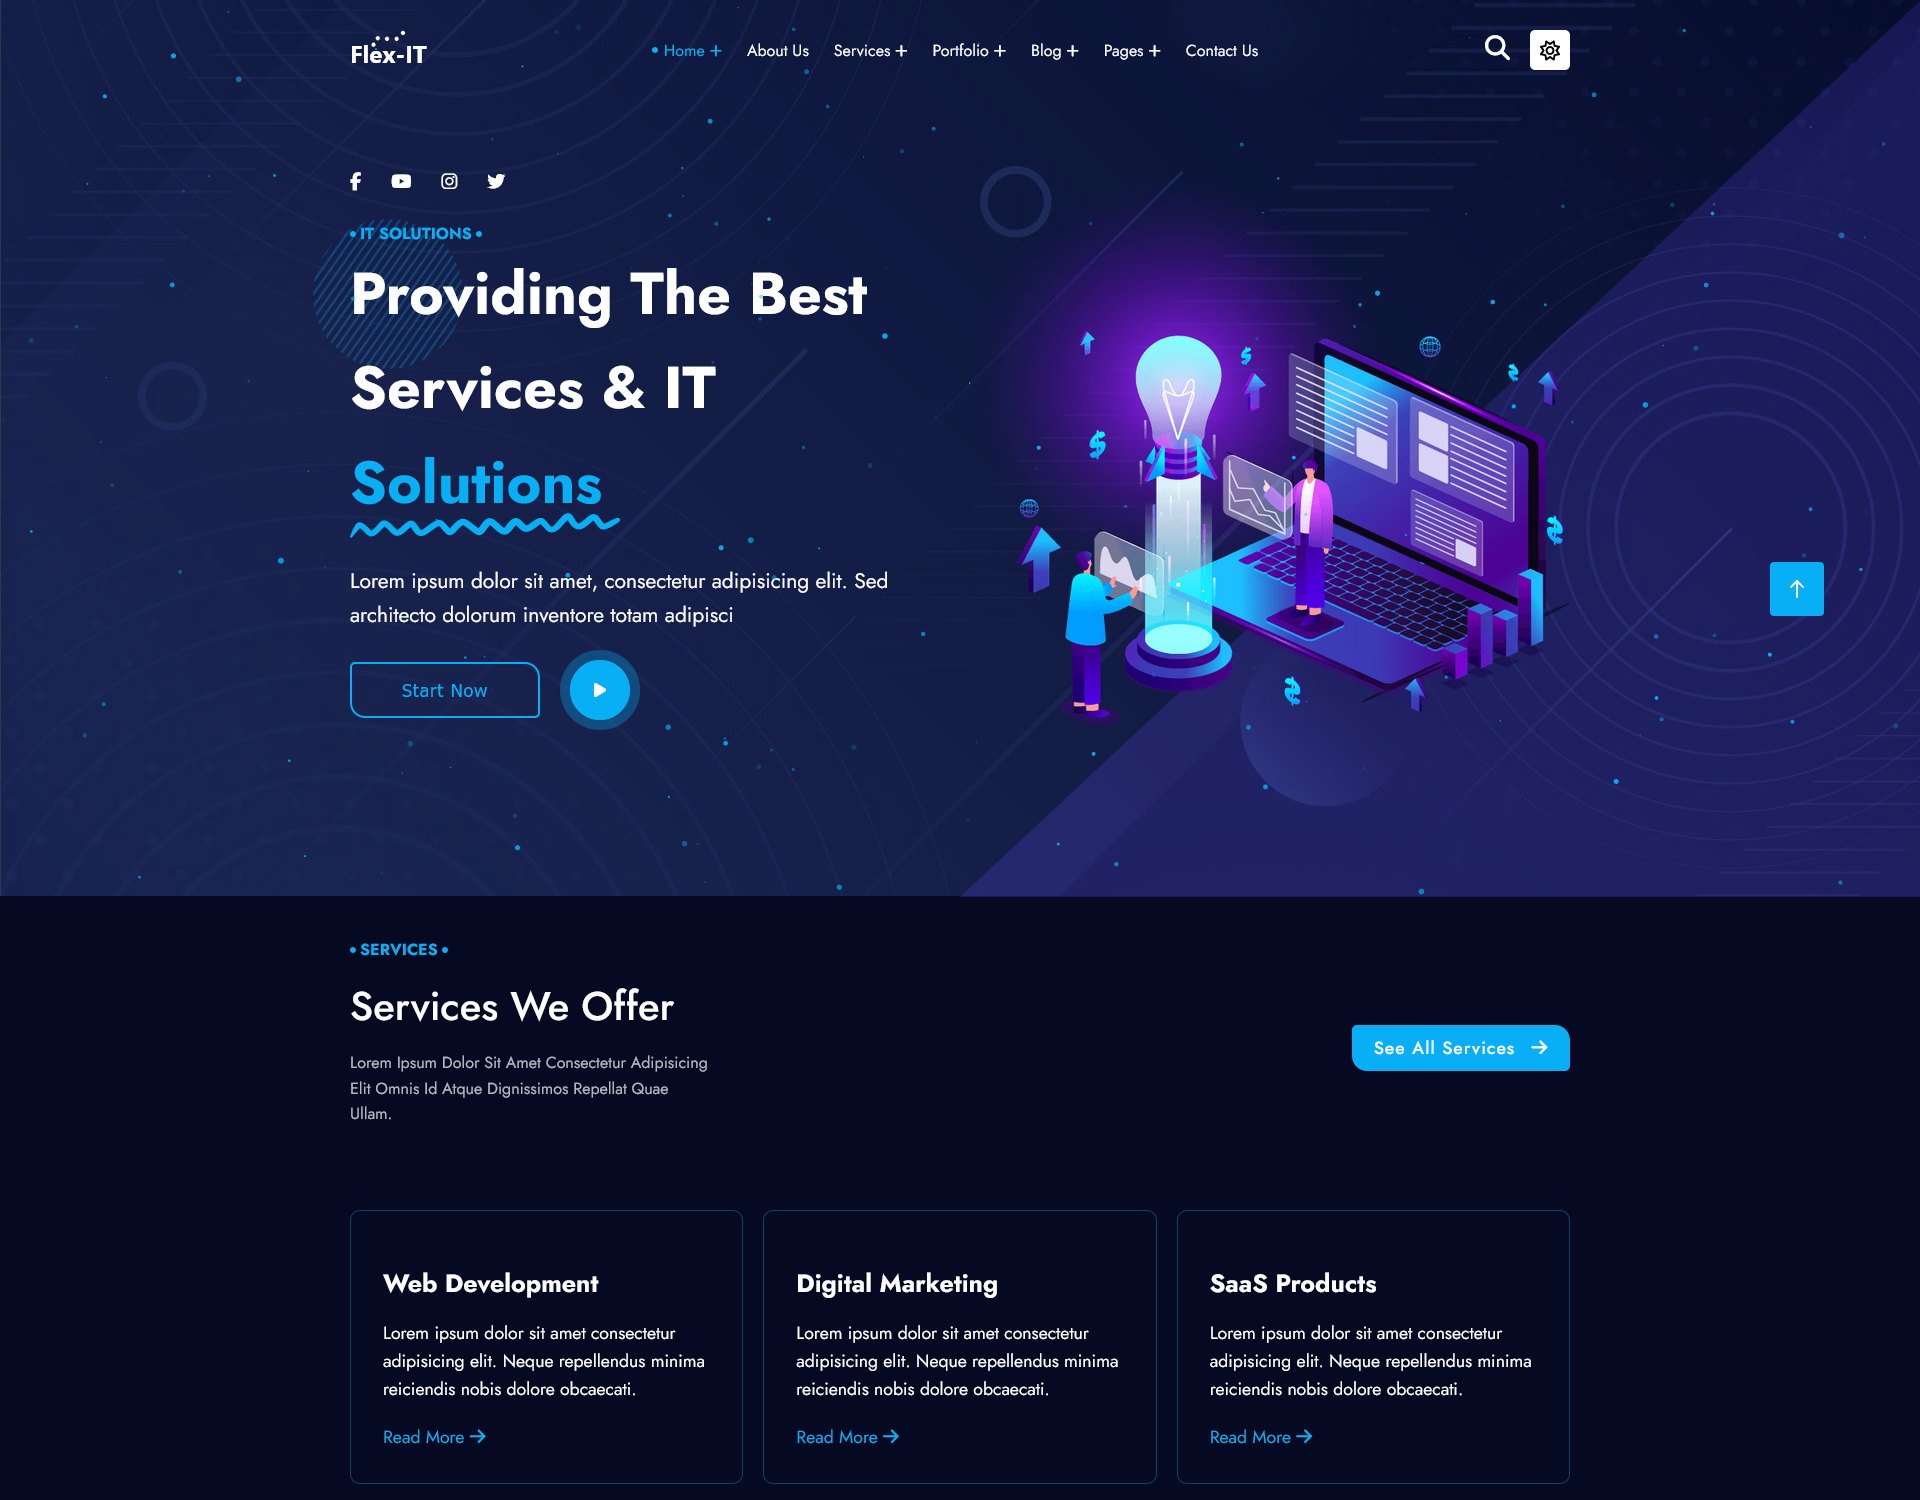 Flex-IT
Home + About Us Services + Portfolio + Blog + Pages + Contact Us
• IT SOLUTIONS •
Providing The Best
Services & IT
Solutions
Lorem ipsum dolor sit amet, consectetur adipisicing elit. Sed
architecto dolorum inventore totam adipisci
Start Now
• SERVICES •
Services We Offer
Lorem Ipsum Dolor Sit Amet Consectetur Adipisicing
Elit Omnis Id Atque Dignissimos Repellat Quae
Ullam.
See All Services →
Web Development
Lorem ipsum dolor sit amet consectetur
adipisicing elit. Neque repellendus minima
reiciendis nobis dolore obcaecati.
Read More →
Digital Marketing
Lorem ipsum dolor sit amet consectetur
adipisicing elit. Neque repellendus minima
reiciendis nobis dolore obcaecati.
Read More →
SaaS Products
Lorem ipsum dolor sit amet consectetur
adipisicing elit. Neque repellendus minima
reiciendis nobis dolore obcaecati.
Read More →